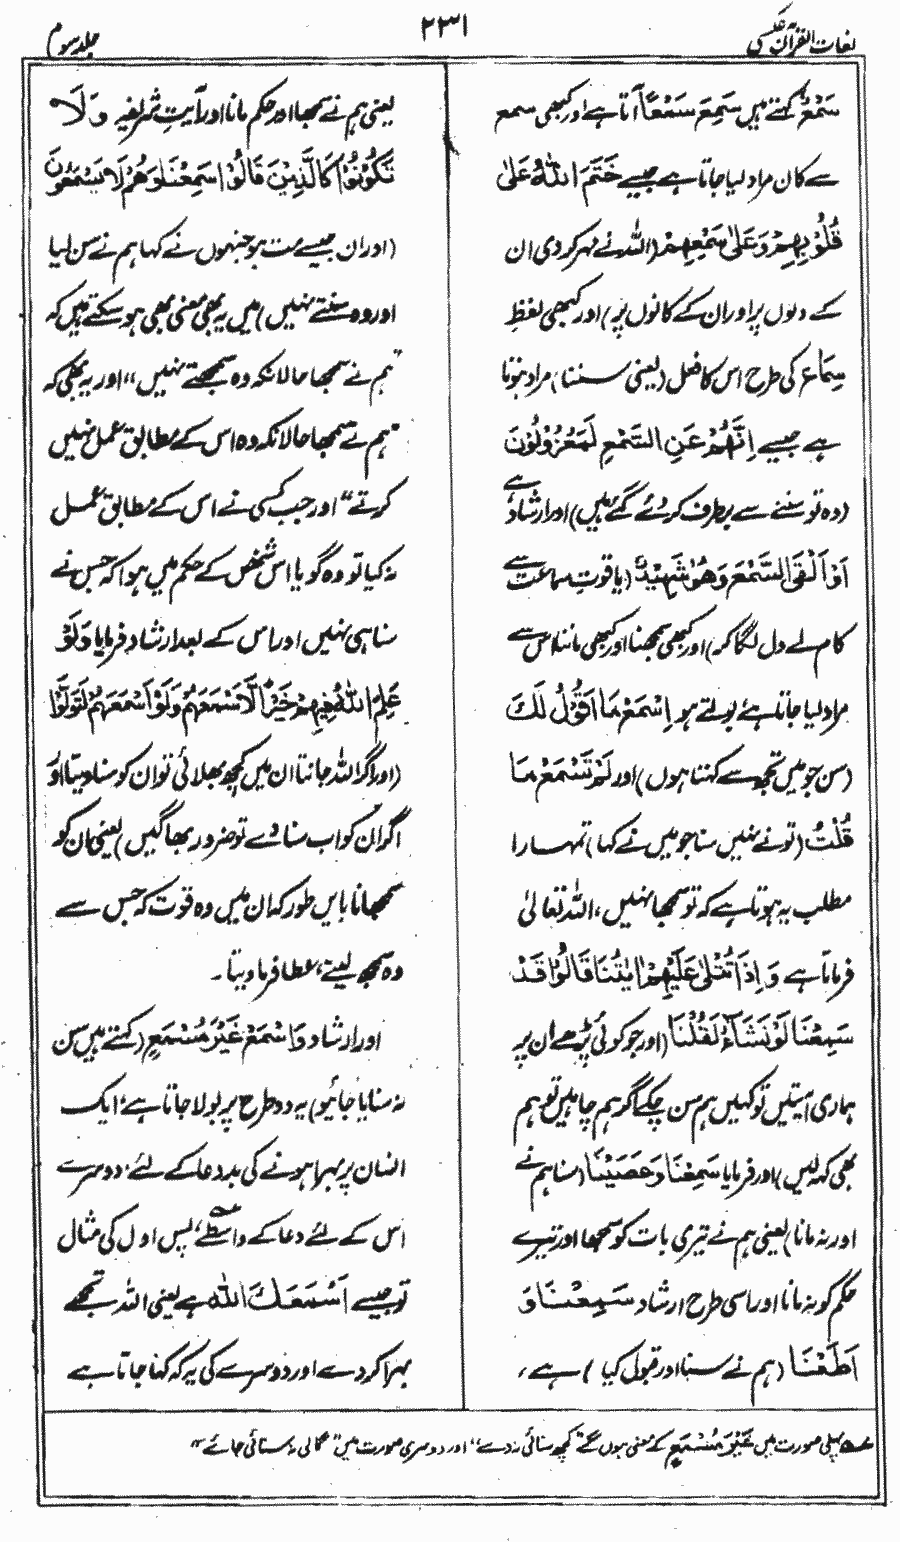 لغات القرآن عکسی
۲۳۱
جلد سوم
سَمْعٌ کہتے ہیں سَمِعَ سَمْعًا آتا ہے اور کبھی سمع
سے کان مراد لیا جاتا ہے جیسے خَتَمَ اللّٰهُ عَلٰی
قُلُوْبِهِمْ وَعَلٰی سَمْعِهِمْ (اللہ نے مہر کردی ان
کے دلوں پر اور ان کے کانوں پر) اور کبھی لفظِ
سِمَاع کی طرح اس کا فعل (یعنی سننا) مراد ہوتا
ہے جیسے اِنَّهُمْ عَنِ السَّمْعِ لَمَعْزُوْلُوْنَ
(وہ تو سننے سے برطرف کردئے گئے ہیں) اور ارشاد ہے
اَوْ اَلْقَی السَّمْعَ وَهُوَ شَهِیْدٌ (یا قوتِ سماعت سے
کام لے دل لگا کر) اور کبھی سمجھنا اور کبھی ماننا اس سے
مراد لیا جاتا ہے بولتے ہو اِسْمَعْ مَا اَقُوْلُ لَكَ
(سن جو میں تجھ سے کہتا ہوں) اور لَمْ تَسْمَعْ مَا
قُلْتُ (تو نے نہیں سنا جو میں نے کہا) تمہارا
مطلب یہ ہوتا ہے کہ تو سمجھا نہیں، اللہ تعالیٰ
فرماتا ہے وَ اِذَا تُتْلٰی عَلَیْهِمْ اٰیٰتُنَا قَالُوْا قَدْ
سَمِعْنَا لَوْ نَشَآءُ لَقُلْنَا (اور جو کوئی پڑھے ان پر
ہماری آیتیں تو کہیں ہم سن چکے اگر ہم چاہیں تو ہم
بھی کہہ لیں) اور فرمایا سَمِعْنَا وَعَصَیْنَا (سنا ہم نے
اور نہ مانا) یعنی ہم نے تیری بات کو سمجھا اور تیرے
حکم کو نہ مانا اور اسی طرح ارشاد سَمِعْنَا وَ
اَطَعْنَا (ہم نے سنا اور قبول کیا) ہے،
یعنی ہم نے سمجھا اور حکم مانا اور آیتِ شریفہ وَ لَا
تَكُوْنُوْا كَالَّذِیْنَ قَالُوْا سَمِعْنَا وَهُمْ لَا یَسْمَعُوْنَ
(اور ان جیسے مت ہو جنہوں نے کہا ہم نے سن لیا
اور وہ سنتے نہیں) میں یہ بھی معنی بھی ہو سکتے ہیں کہ
”ہم نے سمجھا حالانکہ وہ سمجھتے نہیں“ اور یہ بھی کہ
”ہم نے سمجھا حالانکہ وہ اس کے مطابق عمل نہیں
کرتے“ اور جب کسی نے اس کے مطابق عمل
نہ کیا تو وہ گویا اس شخص کے حکم میں ہوا کہ جس نے
سنا ہی نہیں اور اس کے بعد ارشاد فرمایا وَلَوْ
عَلِمَ اللّٰهُ فِیْهِمْ خَیْرًا لَّاَسْمَعَهُمْ وَلَوْ اَسْمَعَهُمْ لَتَوَلَّوْا
(اور اگر اللہ جانتا ان میں کچھ بھلائی تو ان کو سنا دیتا اور
اگر ان کو اب سنا دے تو ضرور بھاگیں) یعنی ان کو
سمجھاتا بایں طور کہ ان میں وہ قوت کہ جس سے
وہ سمجھ لیتے، عطا فرما دیتا۔
اور ارشاد وَاسْمَعْ غَیْرَ مُسْمَعٍ (کہتے ہیں سن
نہ سنایا جائیو) یہ دو طرح پر بولا جاتا ہے، ایک
انسان پر بہرا ہونے کی بد دعا کے لئے، دوسرے
اس کے لئے دعا کے واسطے عہ، پس اول کی مثال
تو جیسے اَسْمَعَكَ اللّٰه ہے یعنی اللہ تجھے
بہرا کر دے اور دوسرے کی یہ کہ کہا جاتا ہے
عہ پہلی صورت میں غَیْرَ مُسْمَعٍ کے معنی ہوں گے ”کچھ سنائی نہ دے“ اور دوسری صورت میں ”گالی نہ سنائی جائے“